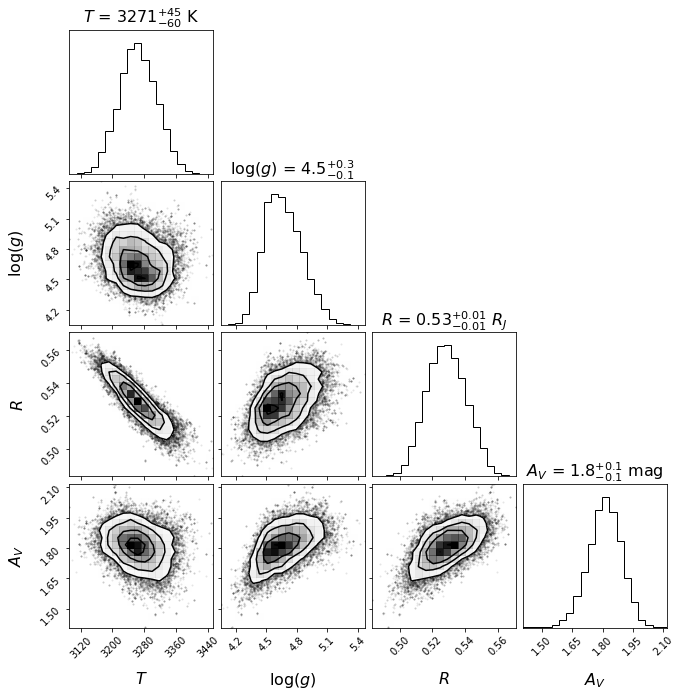 T = 3271+45−60 K
log(g) = 4.5+0.3−0.1
log(g)
5.4
5.1
4.8
4.5
4.2
R = 0.53+0.01−0.01 RJ
R
0.56
0.54
0.52
0.50
AV = 1.8+0.1−0.1 mag
AV
2.10
1.95
1.80
1.65
1.50
3120 3200 3280 3360 3440 4.2 4.5 4.8 5.1 5.4 0.50 0.52 0.54 0.56 1.50 1.65 1.80 1.95 2.10
T log(g) R AV